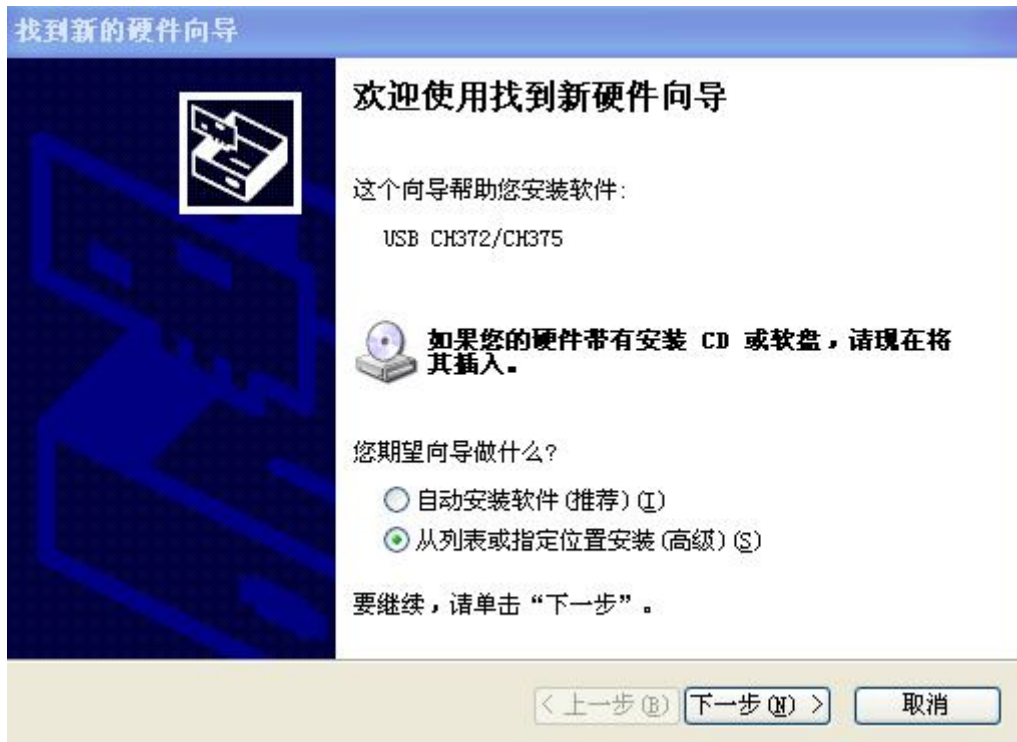 找到新的硬件向导
欢迎使用找到新硬件向导
这个向导帮助您安装软件:
USB CH372/CH375
如果您的硬件带有安装 CD 或软盘，请现在将
其插入。
您期望向导做什么?
自动安装软件(推荐)(I)
从列表或指定位置安装(高级)(S)
要继续，请单击“下一步”。
< 上一步(B) 下一步(N) > 取消